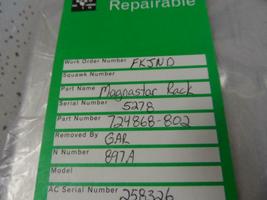 Repairable
Work Order Number FKJND
Squawk Number
Part Name Magnastar Rack
Serial Number 5278
Part Number 724868-802
Removed By GAR
N Number 897A
Model
AC Serial Number 258326